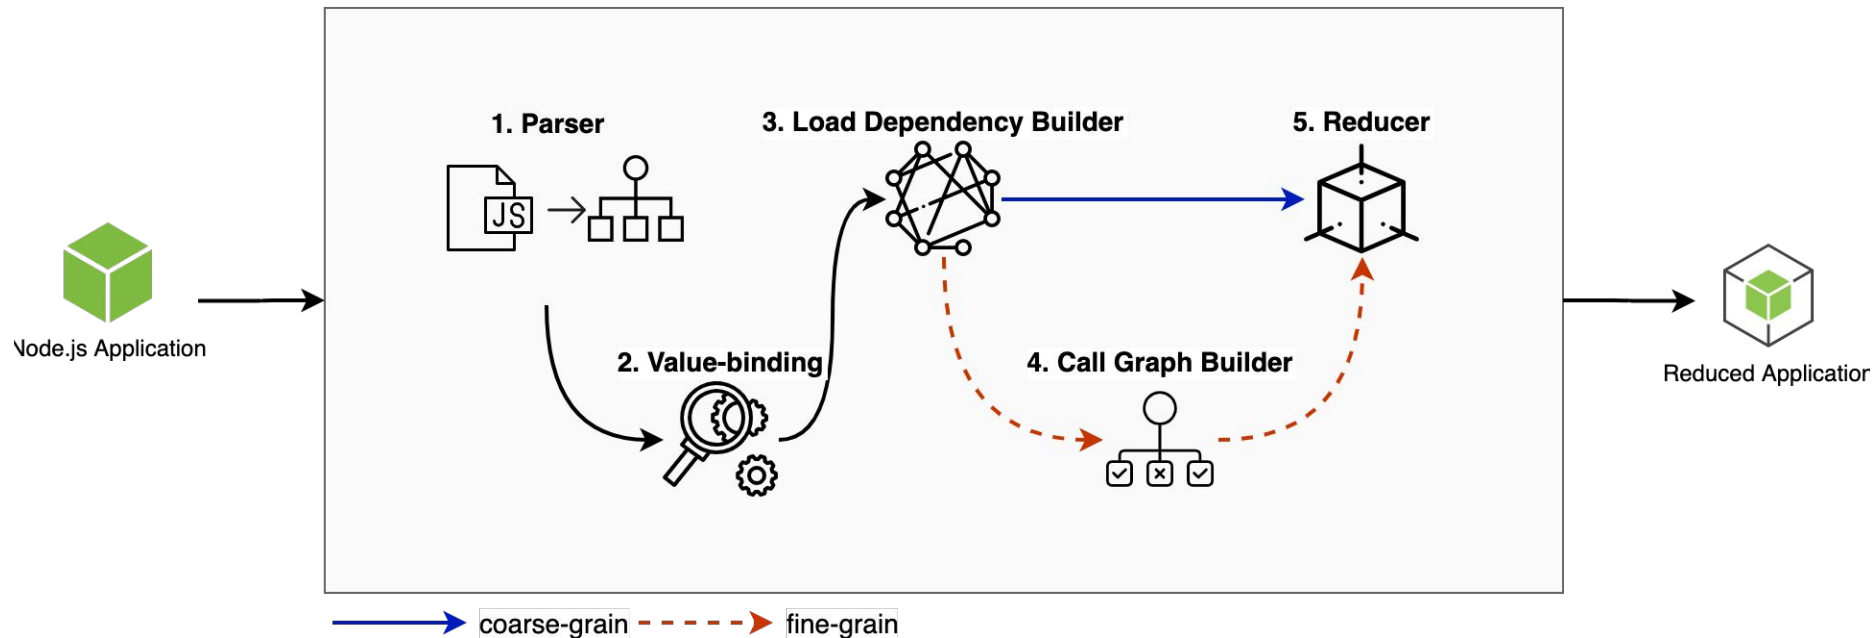 1. Parser
3. Load Dependency Builder
5. Reducer
JS
Node.js Application
2. Value-binding
4. Call Graph Builder
Reduced Application
coarse-grain
fine-grain